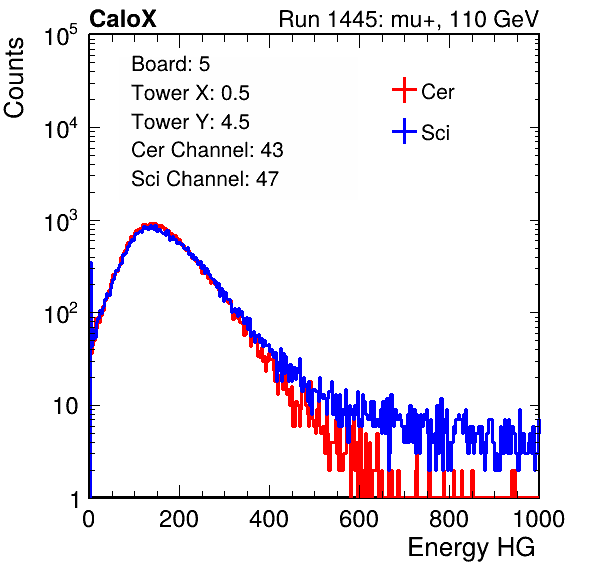 CaloX Run 1445: mu+, 110 GeV
Counts
Board: 5
Tower X: 0.5
Tower Y: 4.5
Cer Channel: 43
Sci Channel: 47
Cer
Sci
10^5
10^4
10^3
10^2
10
1
0 200 400 600 800 1000
Energy HG